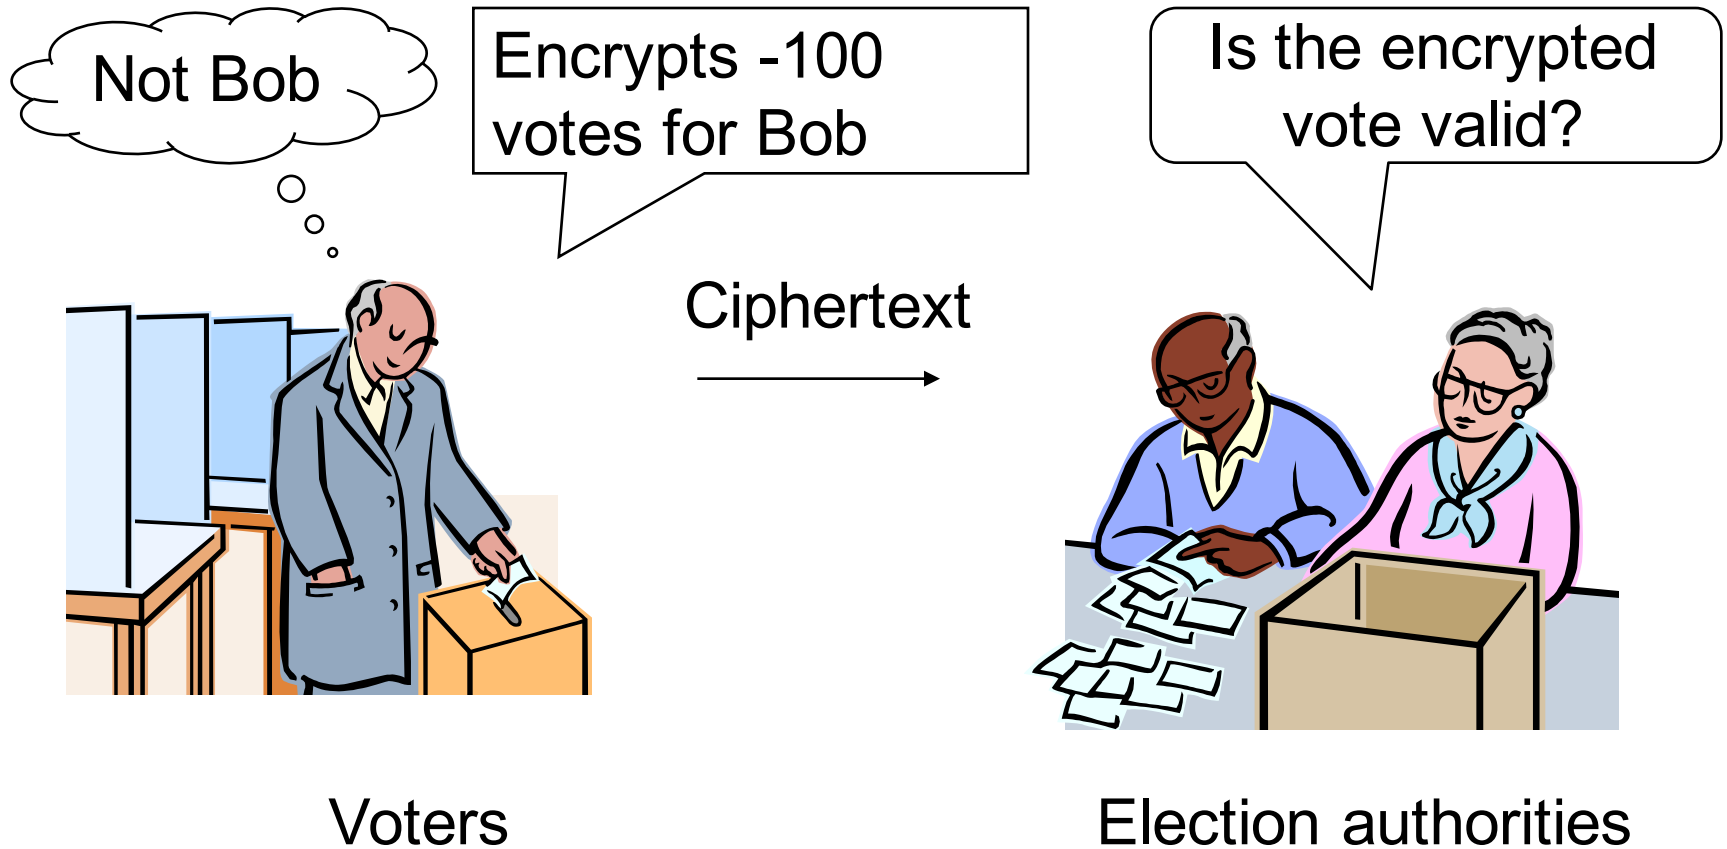 Not Bob
Encrypts -100
votes for Bob
Is the encrypted
vote valid?
Ciphertext
Voters
Election authorities